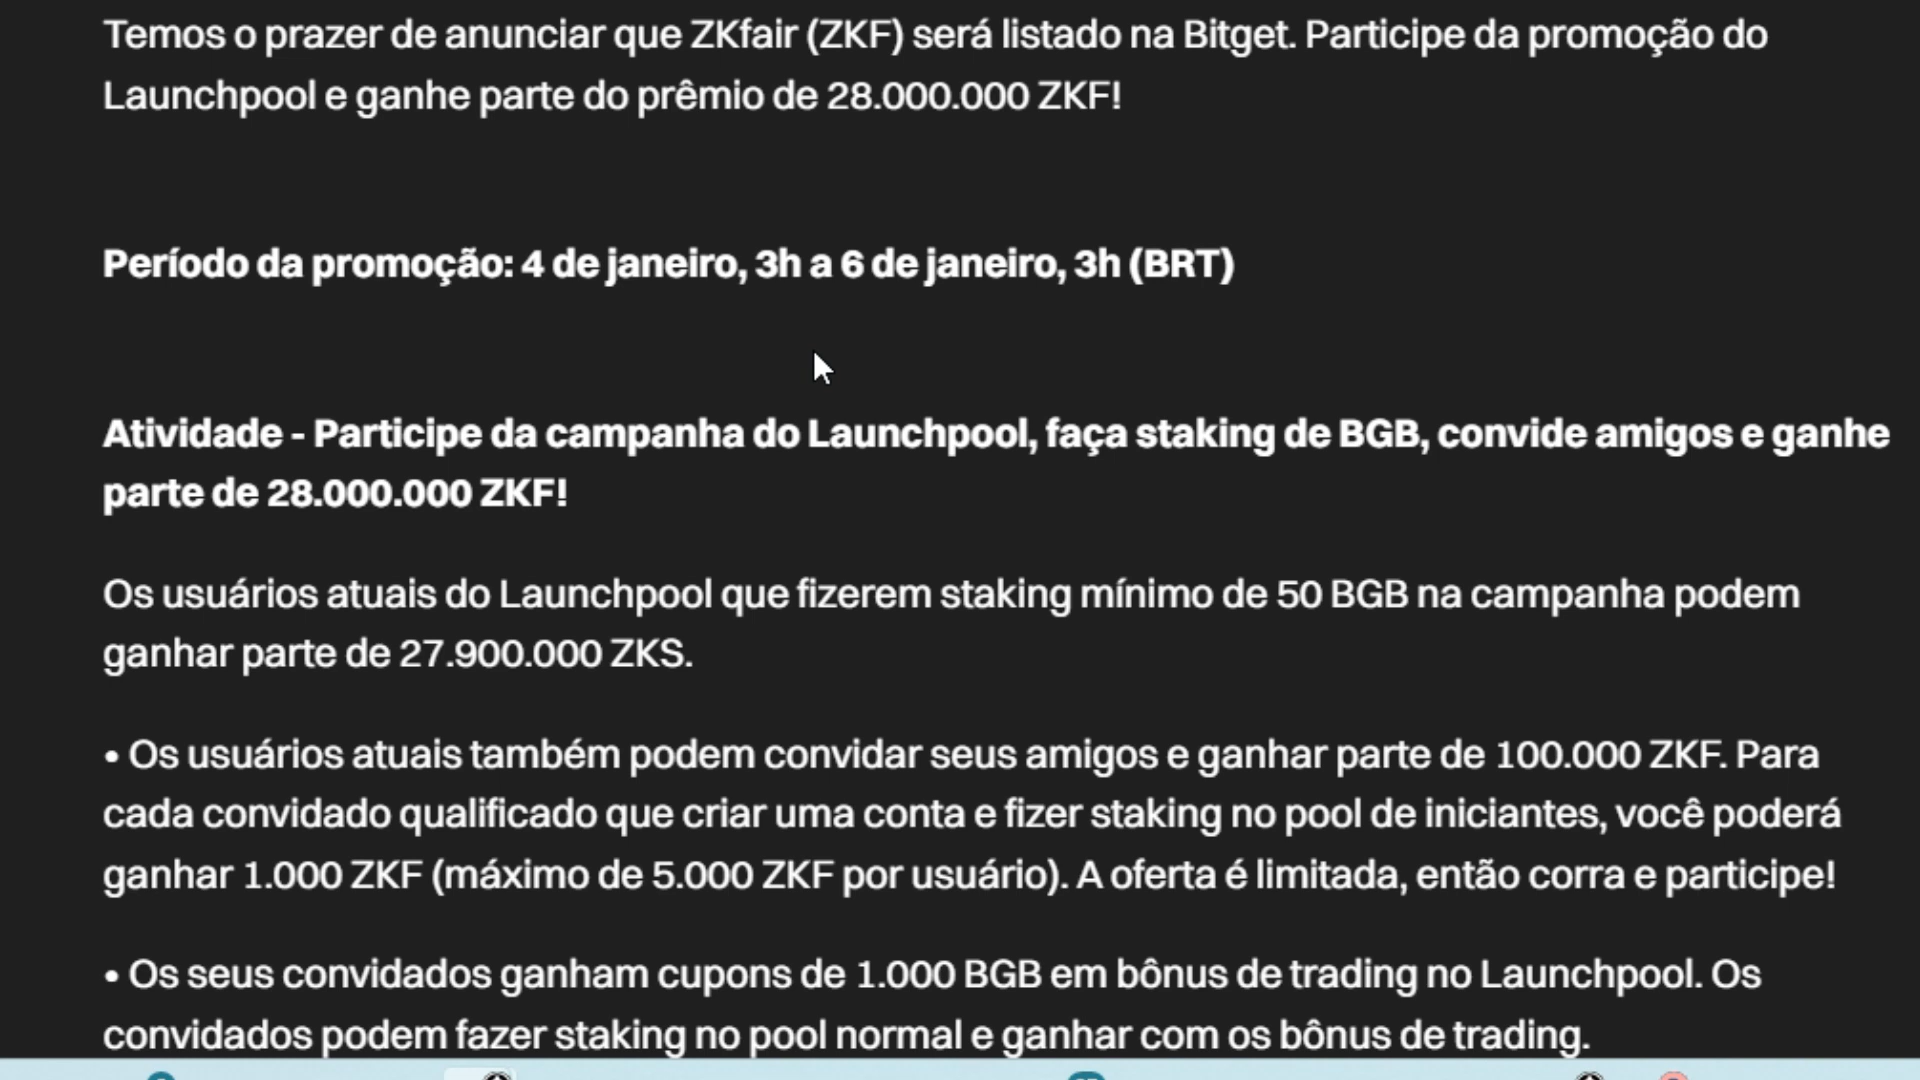 Temos o prazer de anunciar que ZKfair (ZKF) será listado na Bitget. Participe da promoção do
Launchpool e ganhe parte do prêmio de 28.000.000 ZKF!
Período da promoção: 4 de janeiro, 3h a 6 de janeiro, 3h (BRT)
Atividade - Participe da campanha do Launchpool, faça staking de BGB, convide amigos e ganhe
parte de 28.000.000 ZKF!
Os usuários atuais do Launchpool que fizerem staking mínimo de 50 BGB na campanha podem
ganhar parte de 27.900.000 ZKS.
• Os usuários atuais também podem convidar seus amigos e ganhar parte de 100.000 ZKF. Para
cada convidado qualificado que criar uma conta e fizer staking no pool de iniciantes, você poderá
ganhar 1.000 ZKF (máximo de 5.000 ZKF por usuário). A oferta é limitada, então corra e participe!
• Os seus convidados ganham cupons de 1.000 BGB em bônus de trading no Launchpool. Os
convidados podem fazer staking no pool normal e ganhar com os bônus de trading.